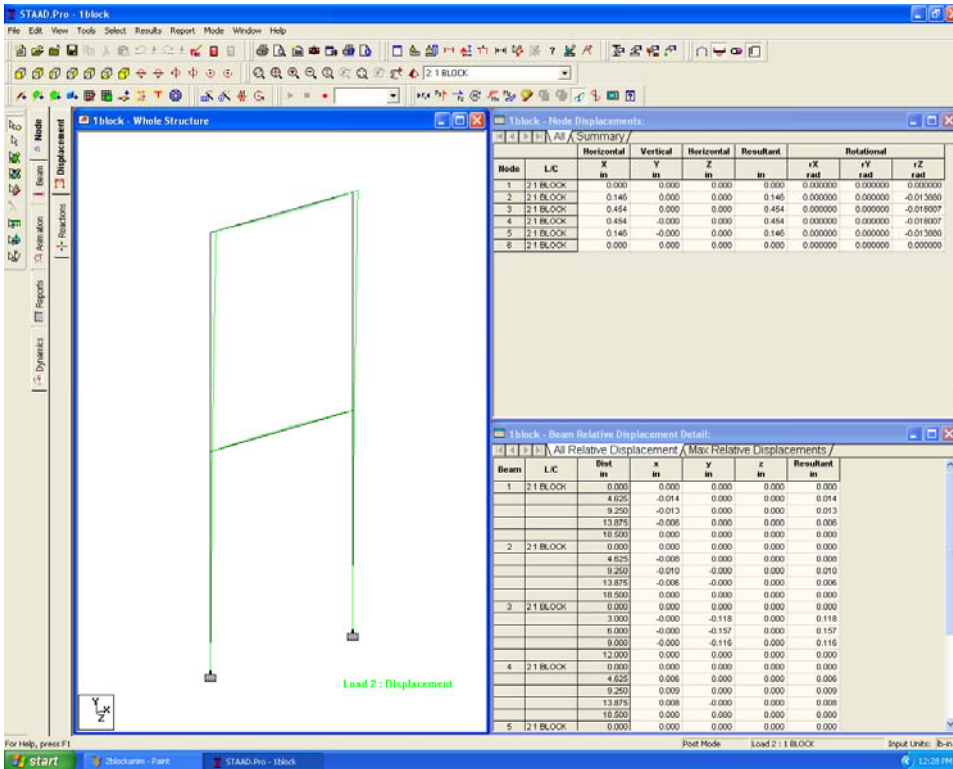 STAAD.Pro - 1block
File Edit View Tools Select Results Report Mode Window Help
2: 1 BLOCK
Node
Beam
Animation
Reports
Dynamics
Displacement
Reactions
1block - Whole Structure
Load 2 : Displacement
Y
X
Z
1block - Node Displacements:
All Summary
Horizontal Vertical Horizontal Resultant Rotational
Node L/C X in Y in Z in in rX rad rY rad rZ rad
1 2 1 BLOCK 0.000 0.000 0.000 0.000 0.000000 0.000000 0.000000
2 2 1 BLOCK 0.146 0.000 0.000 0.146 0.000000 0.000000 -0.013880
3 2 1 BLOCK 0.454 0.000 0.000 0.454 0.000000 0.000000 -0.018007
4 2 1 BLOCK 0.454 -0.000 0.000 0.454 0.000000 0.000000 -0.018007
5 2 1 BLOCK 0.146 -0.000 0.000 0.146 0.000000 0.000000 -0.013880
6 2 1 BLOCK 0.000 0.000 0.000 0.000 0.000000 0.000000 0.000000
1block - Beam Relative Displacement Detail:
All Relative Displacement Max Relative Displacements
Beam L/C Dist in x in y in z in Resultant in
1 2 1 BLOCK 0.000 0.000 0.000 0.000 0.000
4.625 -0.014 0.000 0.000 0.014
9.250 -0.013 0.000 0.000 0.013
13.875 -0.006 0.000 0.000 0.006
18.500 0.000 0.000 0.000 0.000
2 2 1 BLOCK 0.000 0.000 0.000 0.000 0.000
4.625 -0.008 0.000 0.000 0.008
9.250 -0.010 -0.000 0.000 0.010
13.875 -0.006 -0.000 0.000 0.006
18.500 0.000 0.000 0.000 0.000
3 2 1 BLOCK 0.000 0.000 0.000 0.000 0.000
3.000 -0.000 -0.118 0.000 0.118
6.000 -0.000 -0.157 0.000 0.157
9.000 -0.000 -0.116 0.000 0.116
12.000 0.000 0.000 0.000 0.000
4 2 1 BLOCK 0.000 0.000 0.000 0.000 0.000
4.625 0.006 0.000 0.000 0.006
9.250 0.009 0.000 0.000 0.009
13.875 0.008 -0.000 0.000 0.008
18.500 0.000 0.000 0.000 0.000
5 2 1 BLOCK 0.000 0.000 0.000 0.000 0.000
For Help, press F1 Post Mode Load 2 : 1 BLOCK Input Units: lb-in
start 2blockanim - Paint STAAD.Pro - 1block 12:28 PM